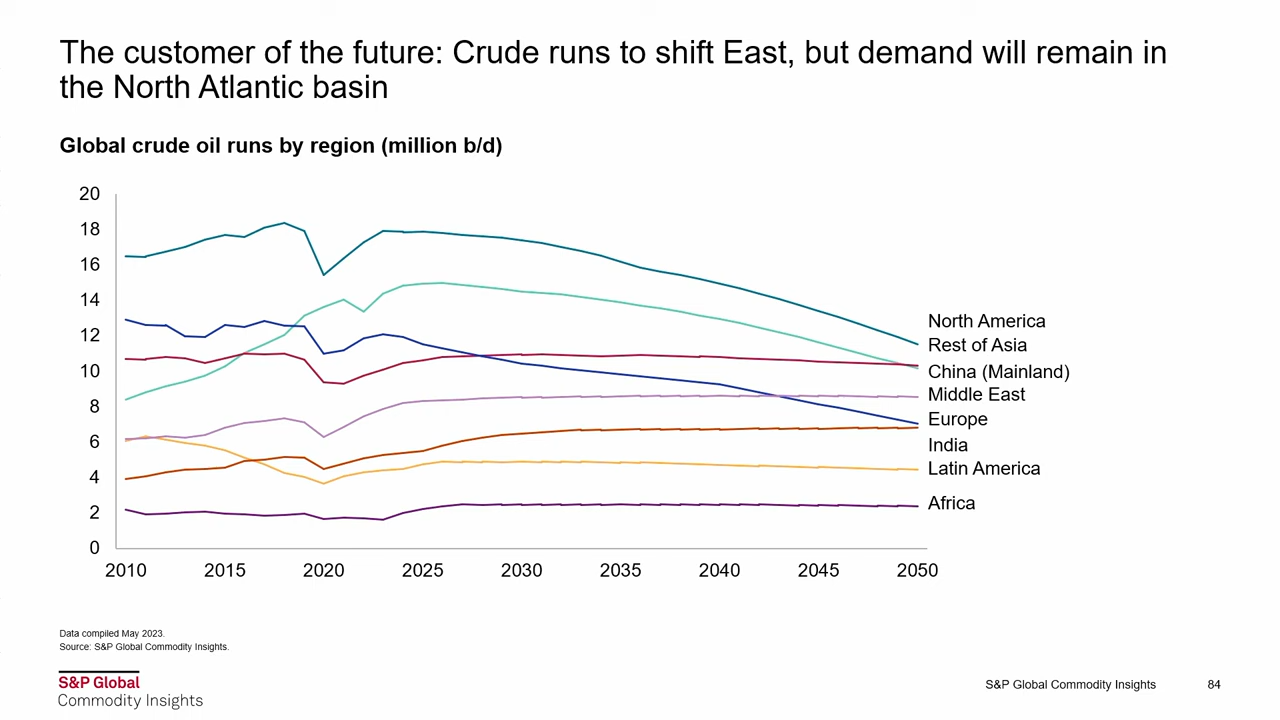 The customer of the future: Crude runs to shift East, but demand will remain in
the North Atlantic basin
Global crude oil runs by region (million b/d)
20
18
16
14
12
10
8
6
4
2
0
2010 2015 2020 2025 2030 2035 2040 2045 2050
North America
Rest of Asia
China (Mainland)
Middle East
Europe
India
Latin America
Africa
Data compiled May 2023.
Source: S&P Global Commodity Insights.
S&P Global
Commodity Insights
S&P Global Commodity Insights 84